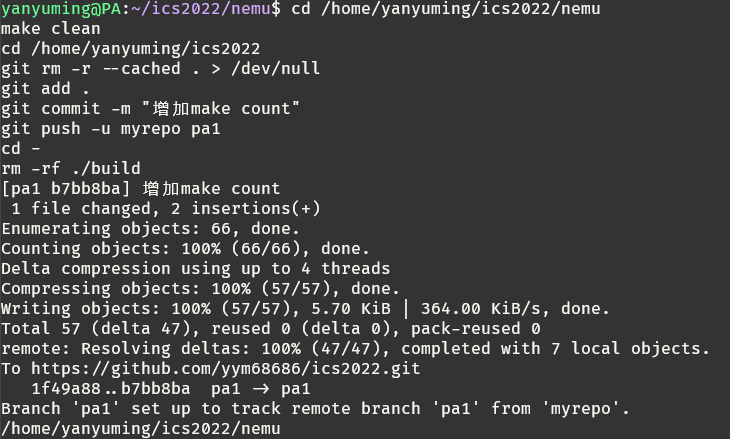 yanyuming@PA:~/ics2022/nemu$ cd /home/yanyuming/ics2022/nemu
make clean
cd /home/yanyuming/ics2022
git rm -r --cached . > /dev/null
git add .
git commit -m "增加make count"
git push -u myrepo pa1
cd -
rm -rf ./build
[pa1 b7bb8ba] 增加make count
 1 file changed, 2 insertions(+)
Enumerating objects: 66, done.
Counting objects: 100% (66/66), done.
Delta compression using up to 4 threads
Compressing objects: 100% (57/57), done.
Writing objects: 100% (57/57), 5.70 KiB | 364.00 KiB/s, done.
Total 57 (delta 47), reused 0 (delta 0), pack-reused 0
remote: Resolving deltas: 100% (47/47), completed with 7 local objects.
To https://github.com/yym68686/ics2022.git
   1f49a88..b7bb8ba  pa1 -> pa1
Branch 'pa1' set up to track remote branch 'pa1' from 'myrepo'.
/home/yanyuming/ics2022/nemu